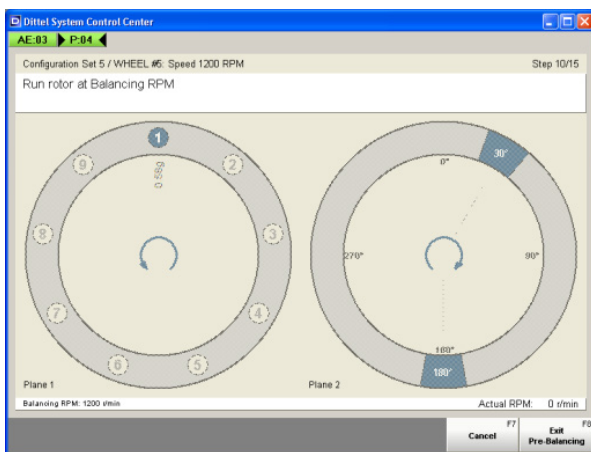 Dittel System Control Center
AE:03 P:04
Configuration Set 5 / WHEEL #5: Speed 1200 RPM Step 10/15
Run rotor at Balancing RPM
1
2
3
4
5
6
7
8
9
0.58g
Plane 1
30°
0°
90°
180°
180°
270°
Plane 2
Balancing RPM: 1200 r/min Actual RPM: 0 r/min
F7
Cancel
F8
Exit
Pre-Balancing